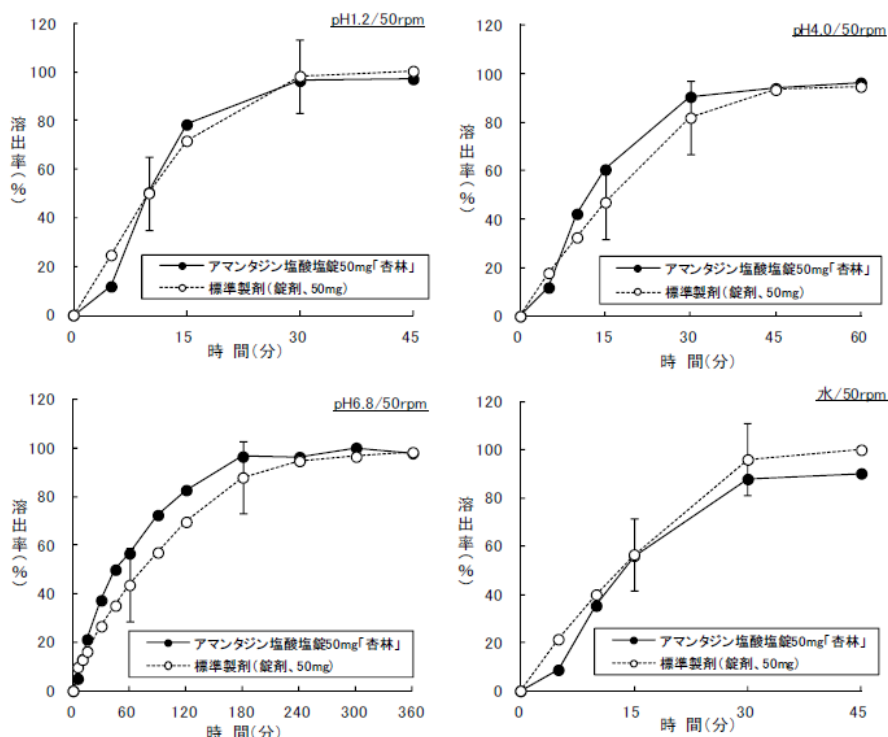 pH1.2/50rpm
120
100
80
60
40
20
0
溶出率(%)
アマンタジン塩酸塩錠50mg「杏林」
標準製剤(錠剤、50mg)
0 15 30 45
時 間(分)
pH4.0/50rpm
120
100
80
60
40
20
0
溶出率(%)
アマンタジン塩酸塩錠50mg「杏林」
標準製剤(錠剤、50mg)
0 15 30 45 60
時 間(分)
pH6.8/50rpm
120
100
80
60
40
20
0
溶出率(%)
アマンタジン塩酸塩錠50mg「杏林」
標準製剤(錠剤、50mg)
0 60 120 180 240 300 360
時 間(分)
水/50rpm
120
100
80
60
40
20
0
溶出率(%)
アマンタジン塩酸塩錠50mg「杏林」
標準製剤(錠剤、50mg)
0 15 30 45
時 間(分)